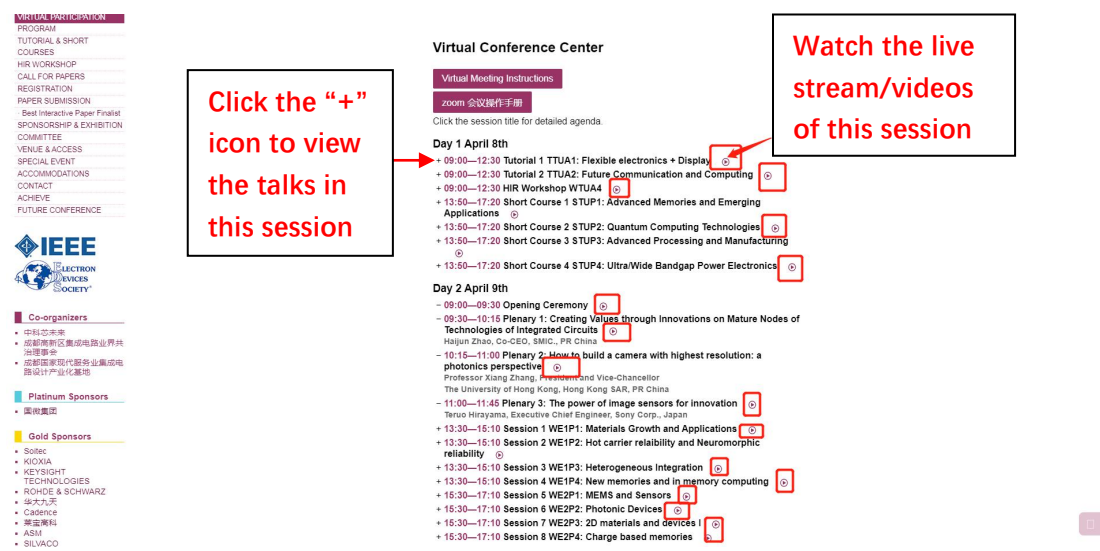 VIRTUAL PARTICIPATION
PROGRAM
TUTORIAL & SHORT
COURSES
HIR WORKSHOP
CALL FOR PAPERS
REGISTRATION
PAPER SUBMISSION
· Best Interactive Paper Finalist
SPONSORSHIP & EXHIBITION
COMMITTEE
VENUE & ACCESS
SPECIAL EVENT
ACCOMMODATIONS
CONTACT
ACHIEVE
FUTURE CONFERENCE
IEEE
ELECTRON
DEVICES
SOCIETY®
Co-organizers
中科芯未来
成都高新区集成电路业界共
治理事会
成都国家现代服务业集成电
路设计产业化基地
Platinum Sponsors
国微集团
Gold Sponsors
Soitec
KIOXIA
KEYSIGHT
TECHNOLOGIES
ROHDE & SCHWARZ
华大九天
Cadence
莱宝高科
ASM
SILVACO
Click the “+”
icon to view
the talks in
this session
Virtual Conference Center
Virtual Meeting Instructions
zoom 会议操作手册
Click the session title for detailed agenda.
Watch the live
stream/videos
of this session
Day 1 April 8th
+ 09:00—12:30 Tutorial 1 TTUA1: Flexible electronics + Display
+ 09:00—12:30 Tutorial 2 TTUA2: Future Communication and Computing
+ 09:00—12:30 HIR Workshop WTUA4
+ 13:50—17:20 Short Course 1 STUP1: Advanced Memories and Emerging
Applications
+ 13:50—17:20 Short Course 2 STUP2: Quantum Computing Technologies
+ 13:50—17:20 Short Course 3 STUP3: Advanced Processing and Manufacturing
+ 13:50—17:20 Short Course 4 STUP4: Ultra/Wide Bandgap Power Electronics
Day 2 April 9th
− 09:00—09:30 Opening Ceremony
− 09:30—10:15 Plenary 1: Creating Values through Innovations on Mature Nodes of
Technologies of Integrated Circuits
Haijun Zhao, Co-CEO, SMIC., PR China
− 10:15—11:00 Plenary 2: How to build a camera with highest resolution: a
photonics perspective
Professor Xiang Zhang, President and Vice-Chancellor
The University of Hong Kong, Hong Kong SAR, PR China
− 11:00—11:45 Plenary 3: The power of image sensors for innovation
Teruo Hirayama, Executive Chief Engineer, Sony Corp., Japan
+ 13:30—15:10 Session 1 WE1P1: Materials Growth and Applications
+ 13:30—15:10 Session 2 WE1P2: Hot carrier relaibility and Neuromorphic
reliability
+ 13:30—15:10 Session 3 WE1P3: Heterogeneous Integration
+ 13:30—15:10 Session 4 WE1P4: New memories and in memory computing
+ 15:30—17:10 Session 5 WE2P1: MEMS and Sensors
+ 15:30—17:10 Session 6 WE2P2: Photonic Devices
+ 15:30—17:10 Session 7 WE2P3: 2D materials and devices I
+ 15:30—17:10 Session 8 WE2P4: Charge based memories